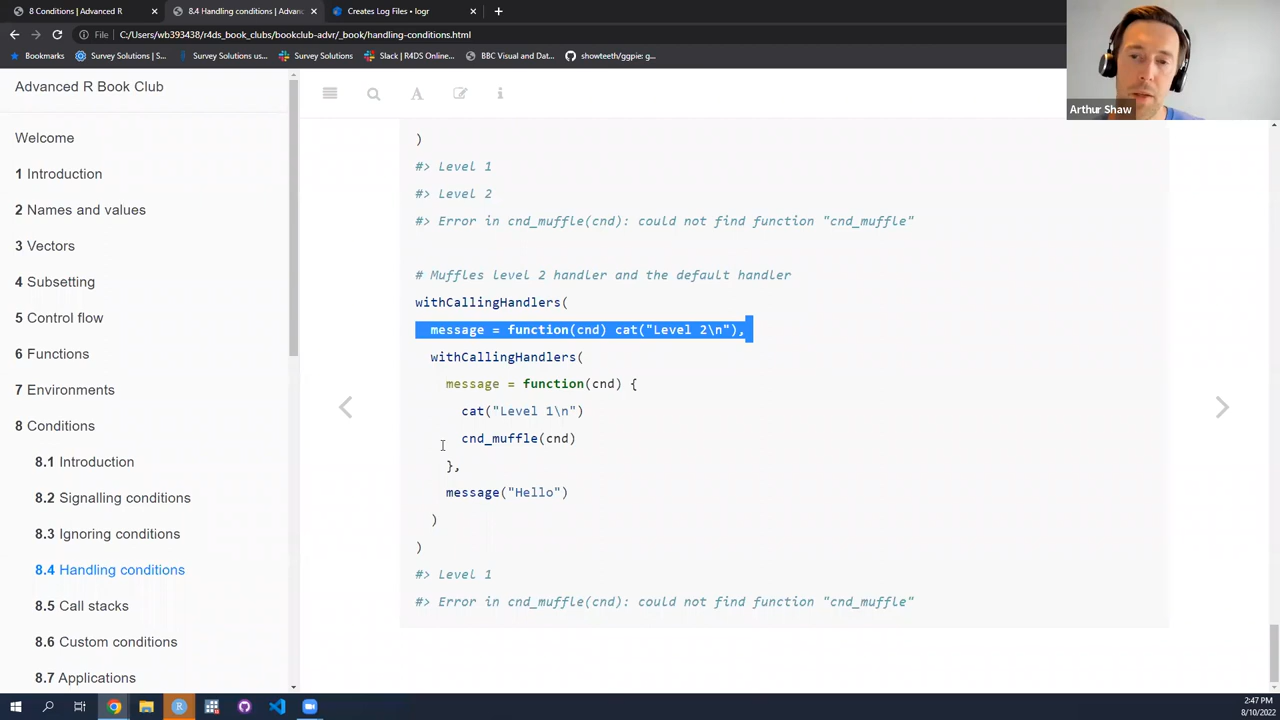 8 Conditions | Advanced R
8.4 Handling conditions | Advanc
Creates Log Files • logr
File
C:/Users/wb393438/r4ds_book_clubs/bookclub-advr/_book/handling-conditions.html
Bookmarks
Survey Solutions | S...
Survey Solutions us...
Survey Solutions
Slack | R4DS Online...
BBC Visual and Dat...
showteeth/ggpie: g...
Arthur Shaw
Advanced R Book Club
Welcome
1 Introduction
2 Names and values
3 Vectors
4 Subsetting
5 Control flow
6 Functions
7 Environments
8 Conditions
8.1 Introduction
8.2 Signalling conditions
8.3 Ignoring conditions
8.4 Handling conditions
8.5 Call stacks
8.6 Custom conditions
8.7 Applications
)
#> Level 1
#> Level 2
#> Error in cnd_muffle(cnd): could not find function "cnd_muffle"
# Muffles level 2 handler and the default handler
withCallingHandlers(
message = function(cnd) cat("Level 2\n"),
withCallingHandlers(
message = function(cnd) {
cat("Level 1\n")
cnd_muffle(cnd)
},
message("Hello")
)
)
#> Level 1
#> Error in cnd_muffle(cnd): could not find function "cnd_muffle"
2:47 PM
8/10/2022